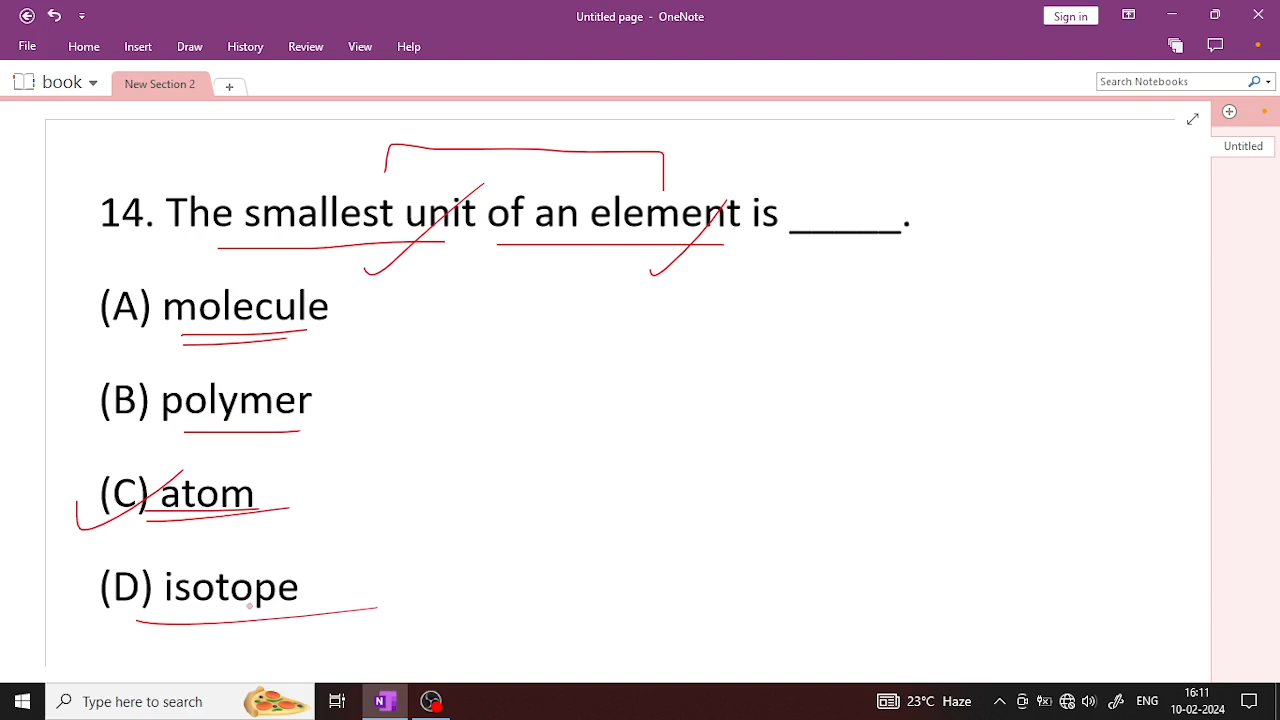 Untitled page - OneNote
Sign in
File Home Insert Draw History Review View Help
book New Section 2
Search Notebooks
Untitled
14. The smallest unit of an element is _____.
(A) molecule
(B) polymer
(C) atom
(D) isotope
Type here to search
23°C Haze
ENG
16:11
10-02-2024